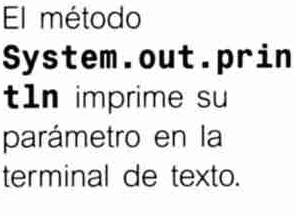 El método
System.out.prin
tln imprime su
parámetro en la
terminal de texto.